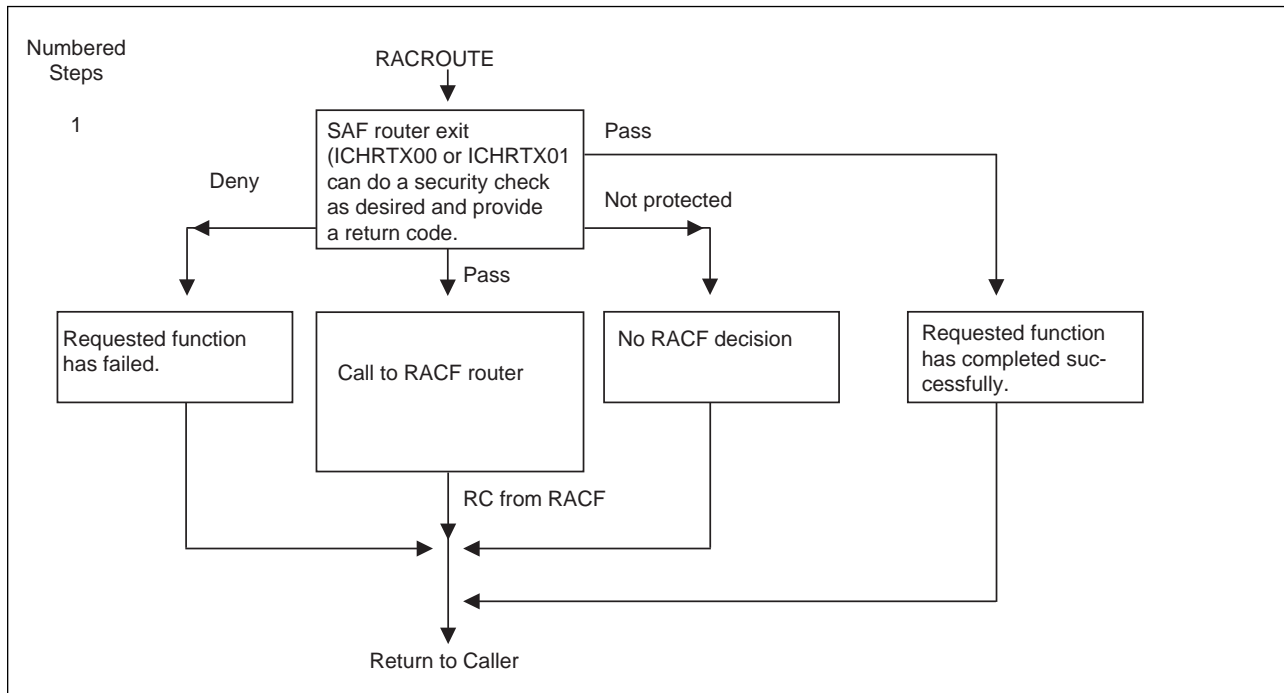 Numbered
Steps
1
RACROUTE
SAF router exit
(ICHRTX00 or ICHRTX01
can do a security check
as desired and provide
a return code.
Pass
Deny
Not protected
Pass
Requested function
has failed.
Call to RACF router
No RACF decision
Requested function
has completed suc-
cessfully.
RC from RACF
Return to Caller